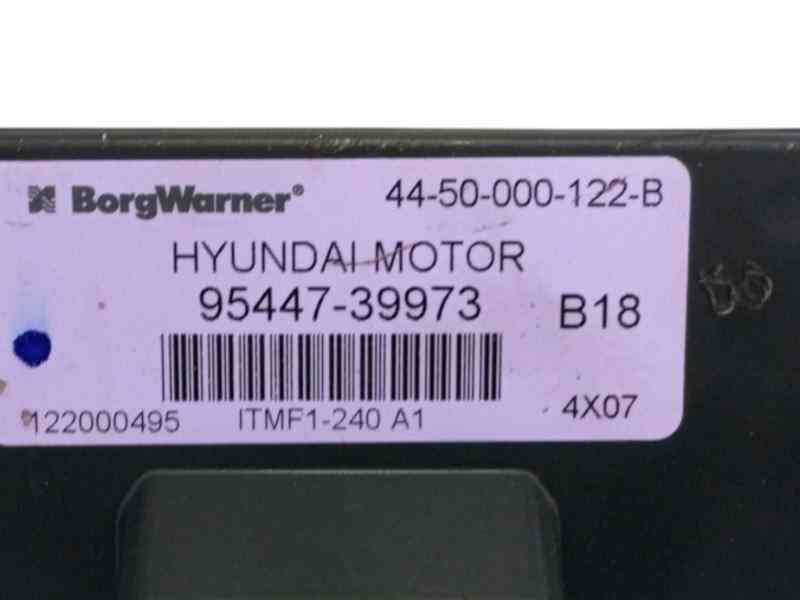 BorgWarner® 44-50-000-122-B
HYUNDAI MOTOR
95447-39973 B18
122000495 ITMF1-240 A1 4X07